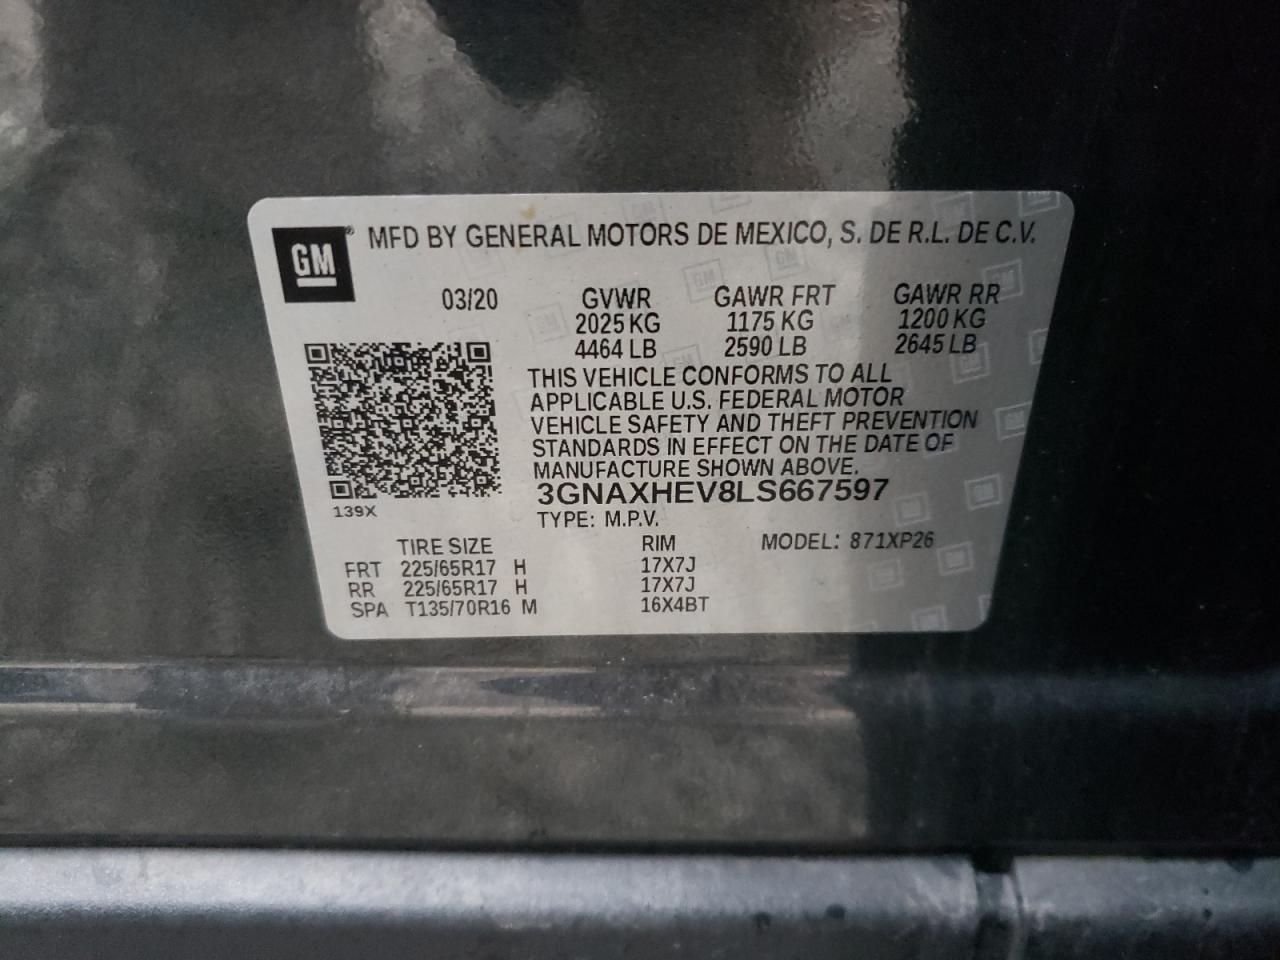 GM® MFD BY GENERAL MOTORS DE MEXICO, S. DE R.L. DE C.V.
03/20 GVWR GAWR FRT GAWR RR
2025 KG 1175 KG 1200 KG
4464 LB 2590 LB 2645 LB
THIS VEHICLE CONFORMS TO ALL
APPLICABLE U.S. FEDERAL MOTOR
VEHICLE SAFETY AND THEFT PREVENTION
STANDARDS IN EFFECT ON THE DATE OF
MANUFACTURE SHOWN ABOVE.
3GNAXHEV8LS667597
139X
TYPE: M.P.V.
TIRE SIZE RIM MODEL: 871XP26
FRT 225/65R17 H 17X7J
RR 225/65R17 H 17X7J
SPA T135/70R16 M 16X4BT